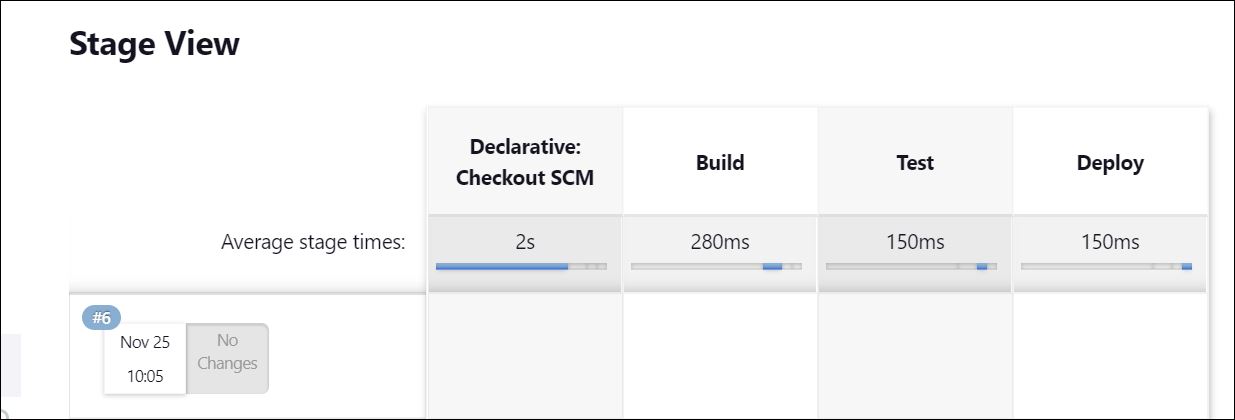 Stage View
Declarative:
Checkout SCM
Build
Test
Deploy
Average stage times:
2s
280ms
150ms
150ms
#6
Nov 25
10:05
No
Changes